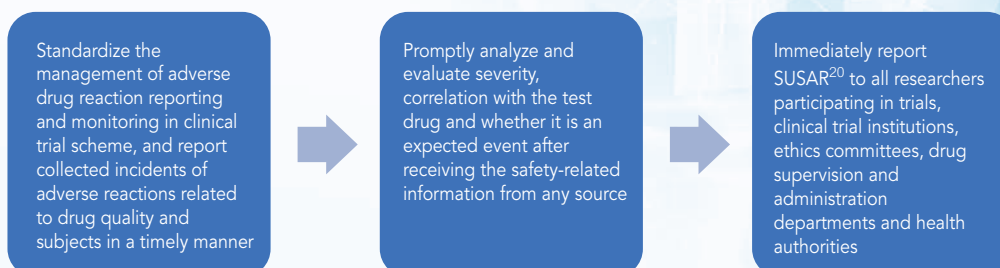 Standardize the
management of adverse
drug reaction reporting
and monitoring in clinical
trial scheme, and report
collected incidents of
adverse reactions related
to drug quality and
subjects in a timely manner
Promptly analyze and
evaluate severity,
correlation with the test
drug and whether it is an
expected event after
receiving the safety-related
information from any source
Immediately report
SUSAR20 to all researchers
participating in trials,
clinical trial institutions,
ethics committees, drug
supervision and
administration
departments and health
authorities